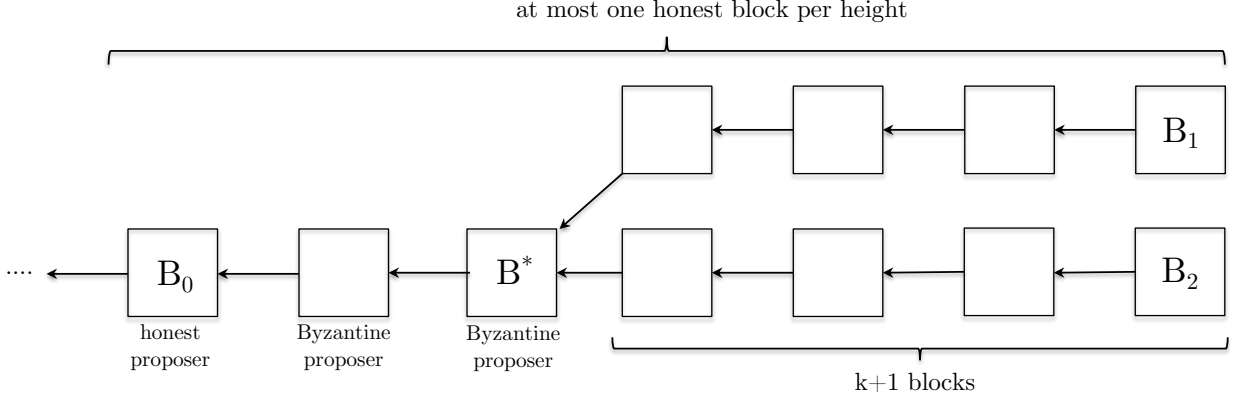 at most one honest block per height
B₁
....
B₀
B*
B₂
honest
proposer
Byzantine
proposer
Byzantine
proposer
k+1 blocks